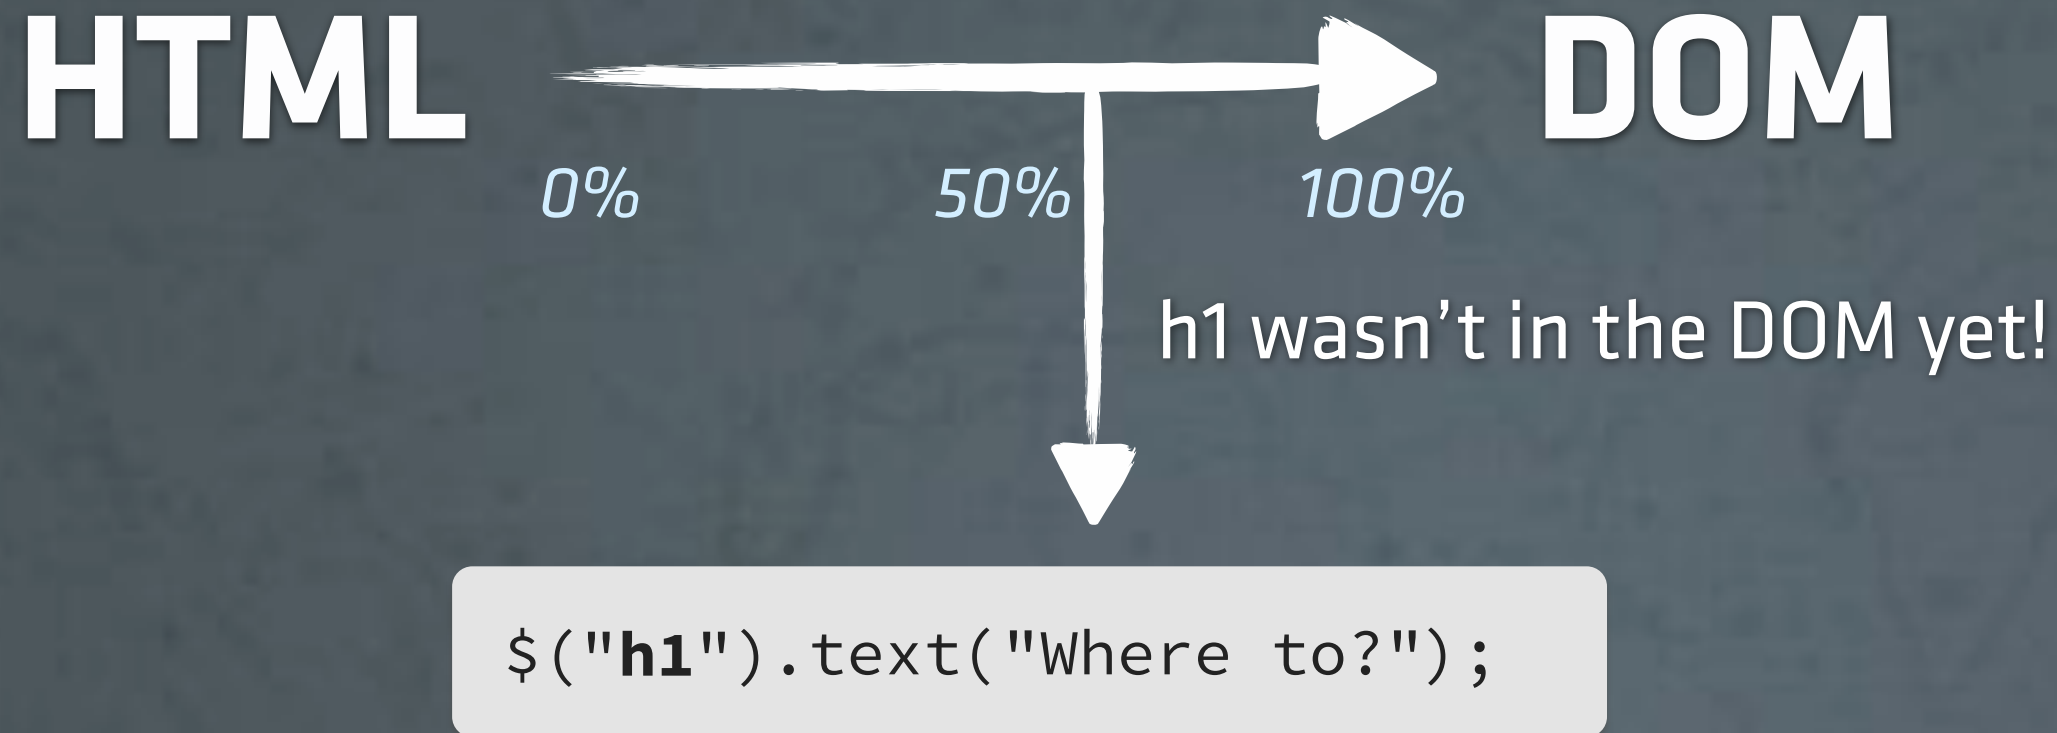 HTML DOM
0% 50% 100%
h1 wasn’t in the DOM yet!
$("h1").text("Where to?");